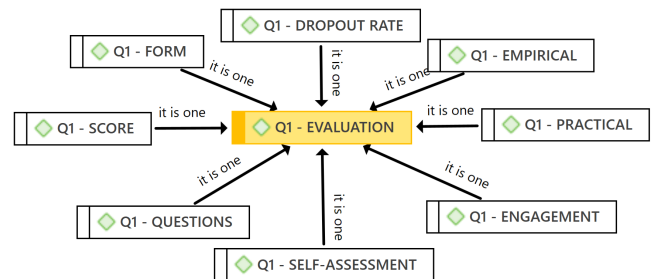 Q1 - DROPOUT RATE
Q1 - FORM
Q1 - EMPIRICAL
it is one
it is one
it is one
Q1 - SCORE
it is one
Q1 - EVALUATION
it is one
Q1 - PRACTICAL
it is one
it is one
it is one
Q1 - QUESTIONS
Q1 - ENGAGEMENT
Q1 - SELF-ASSESSMENT